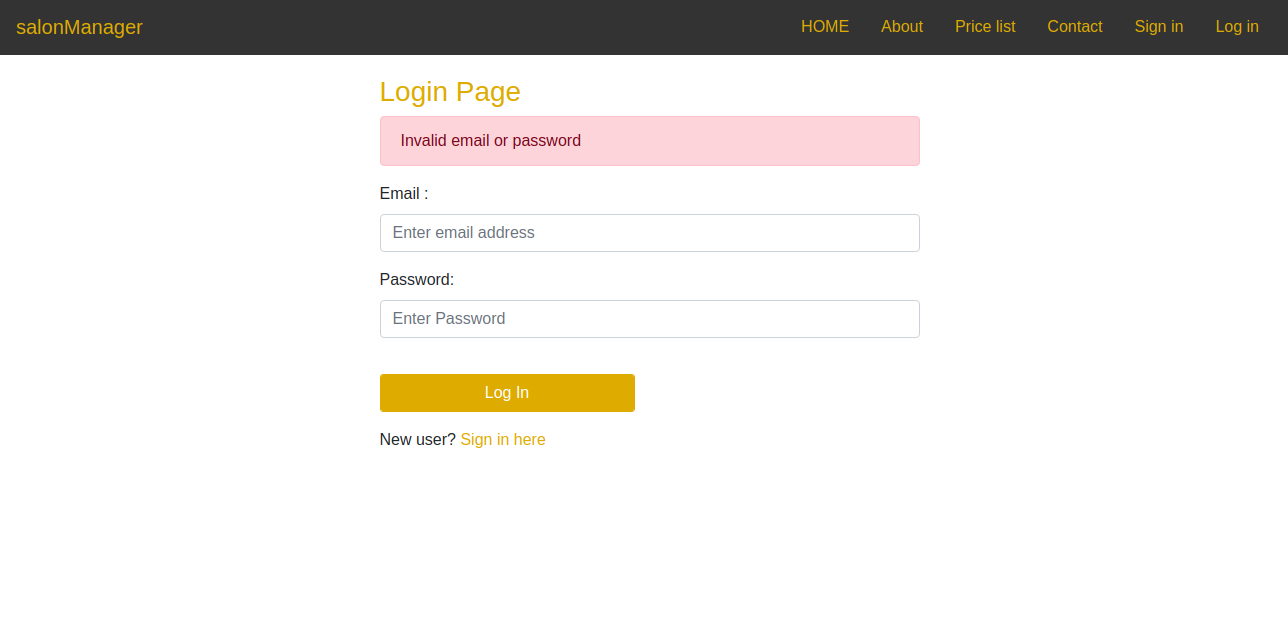 salonManager HOME About Price list Contact Sign in Log in
Login Page
Invalid email or password
Email :
Enter email address
Password:
Enter Password
Log In
New user? Sign in here